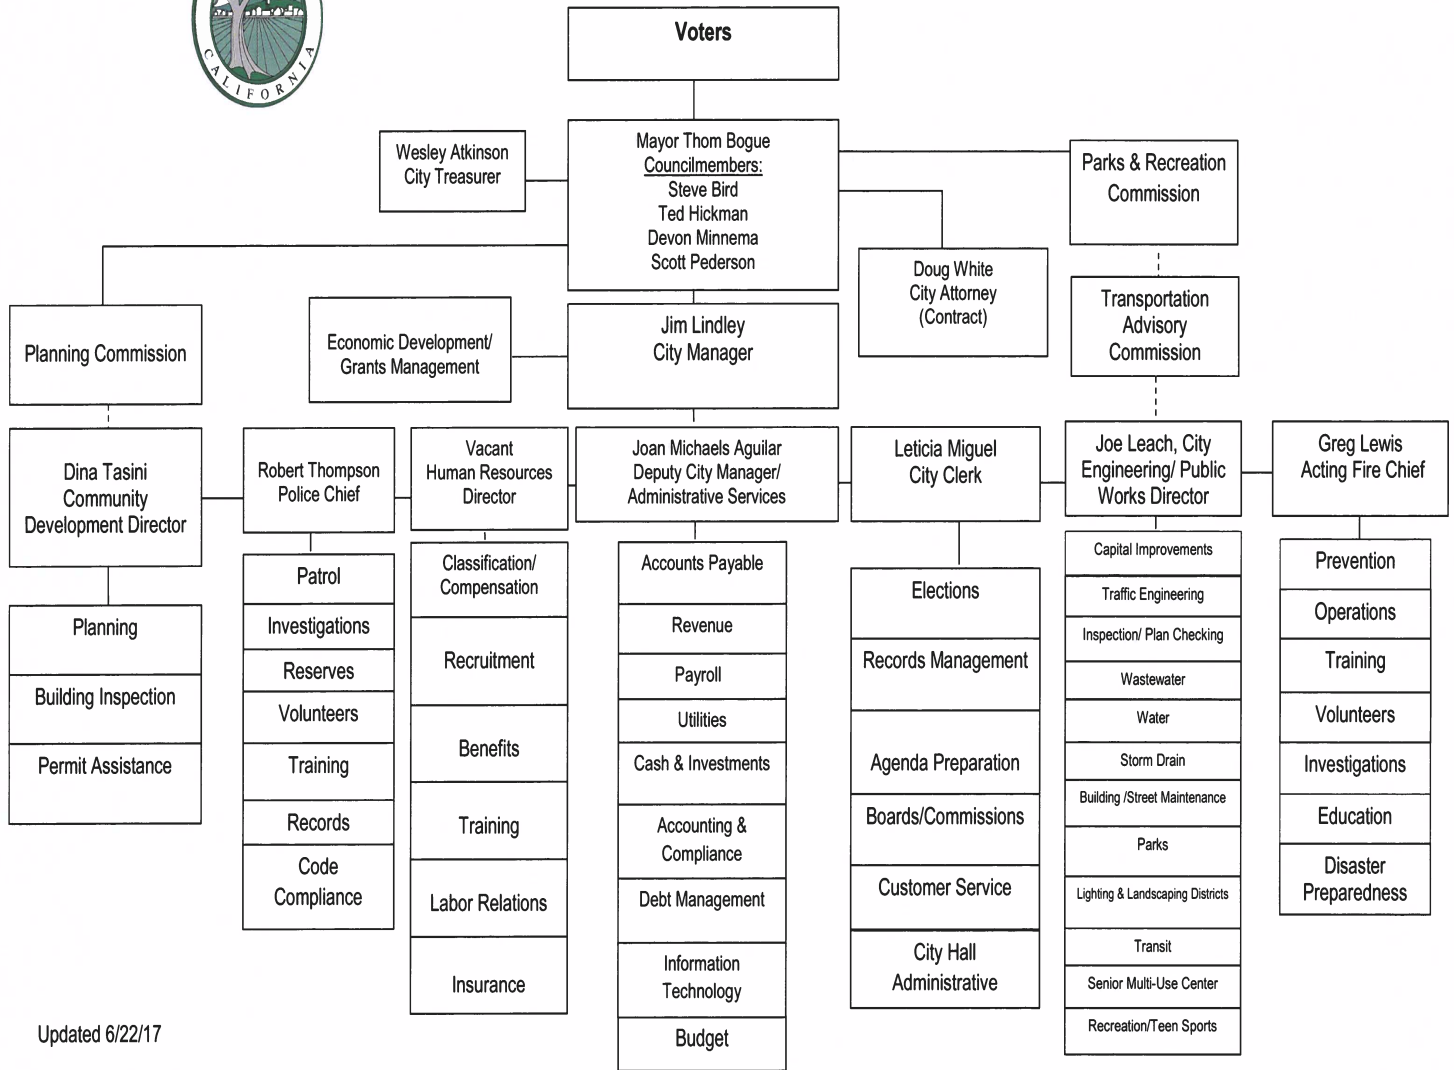 CALIFORNIA
Voters
Wesley Atkinson
City Treasurer
Mayor Thom Bogue
Councilmembers:
Steve Bird
Ted Hickman
Devon Minnema
Scott Pederson
Parks & Recreation
Commission
Doug White
City Attorney
(Contract)
Transportation
Advisory
Commission
Planning Commission
Economic Development/
Grants Management
Jim Lindley
City Manager
Dina Tasini
Community
Development Director
Robert Thompson
Police Chief
Vacant
Human Resources
Director
Joan Michaels Aguilar
Deputy City Manager/
Administrative Services
Leticia Miguel
City Clerk
Joe Leach, City
Engineering/ Public
Works Director
Greg Lewis
Acting Fire Chief
Planning
Building Inspection
Permit Assistance
Patrol
Investigations
Reserves
Volunteers
Training
Records
Code
Compliance
Classification/
Compensation
Recruitment
Benefits
Training
Labor Relations
Insurance
Accounts Payable
Revenue
Payroll
Utilities
Cash & Investments
Accounting &
Compliance
Debt Management
Information
Technology
Budget
Elections
Records Management
Agenda Preparation
Boards/Commissions
Customer Service
City Hall
Administrative
Capital Improvements
Traffic Engineering
Inspection/ Plan Checking
Wastewater
Water
Storm Drain
Building /Street Maintenance
Parks
Lighting & Landscaping Districts
Transit
Senior Multi-Use Center
Recreation/Teen Sports
Prevention
Operations
Training
Volunteers
Investigations
Education
Disaster
Preparedness
Updated 6/22/17